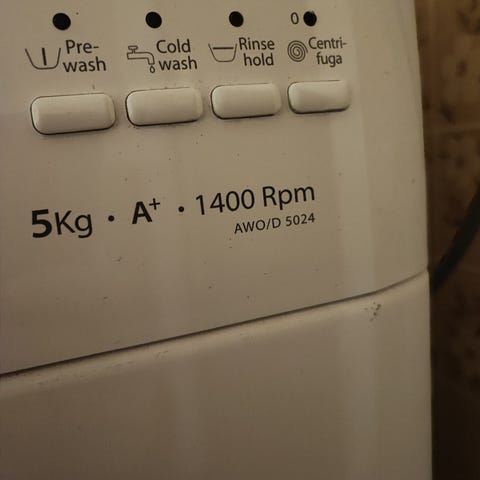 Pre-
wash
Cold
wash
Rinse
hold
0
Centri-
fuga
5Kg · A+ · 1400 Rpm
AWO/D 5024